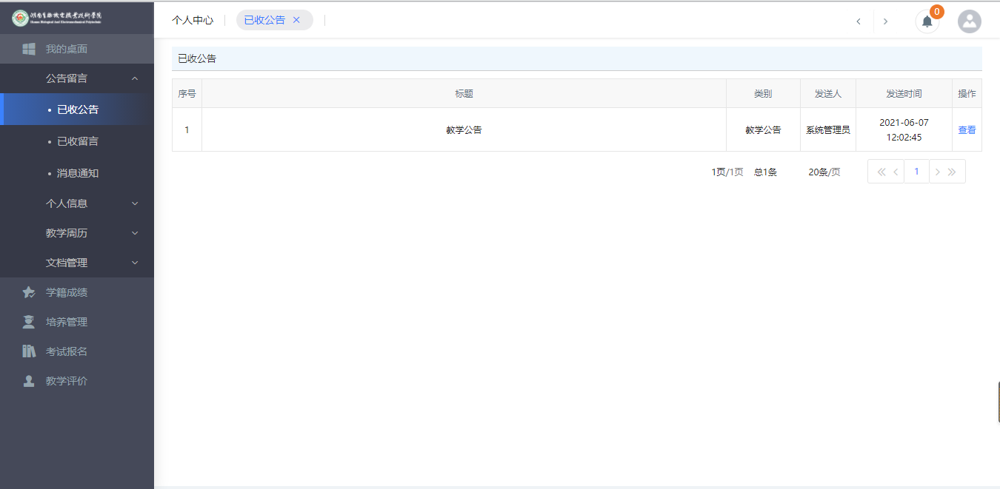 湖南生物机电职业技术学院
Hunan Biological And Electromechanical Polytechnic
我的桌面
公告留言
已收公告
已收留言
消息通知
个人信息
教学周历
文档管理
学籍成绩
培养管理
考试报名
教学评价
个人中心
已收公告
0
已收公告
序号 标题 类别 发送人 发送时间 操作
1 教学公告 教学公告 系统管理员 2021-06-07 查看
12:02:45
1页/1页 总1条 20条/页 1